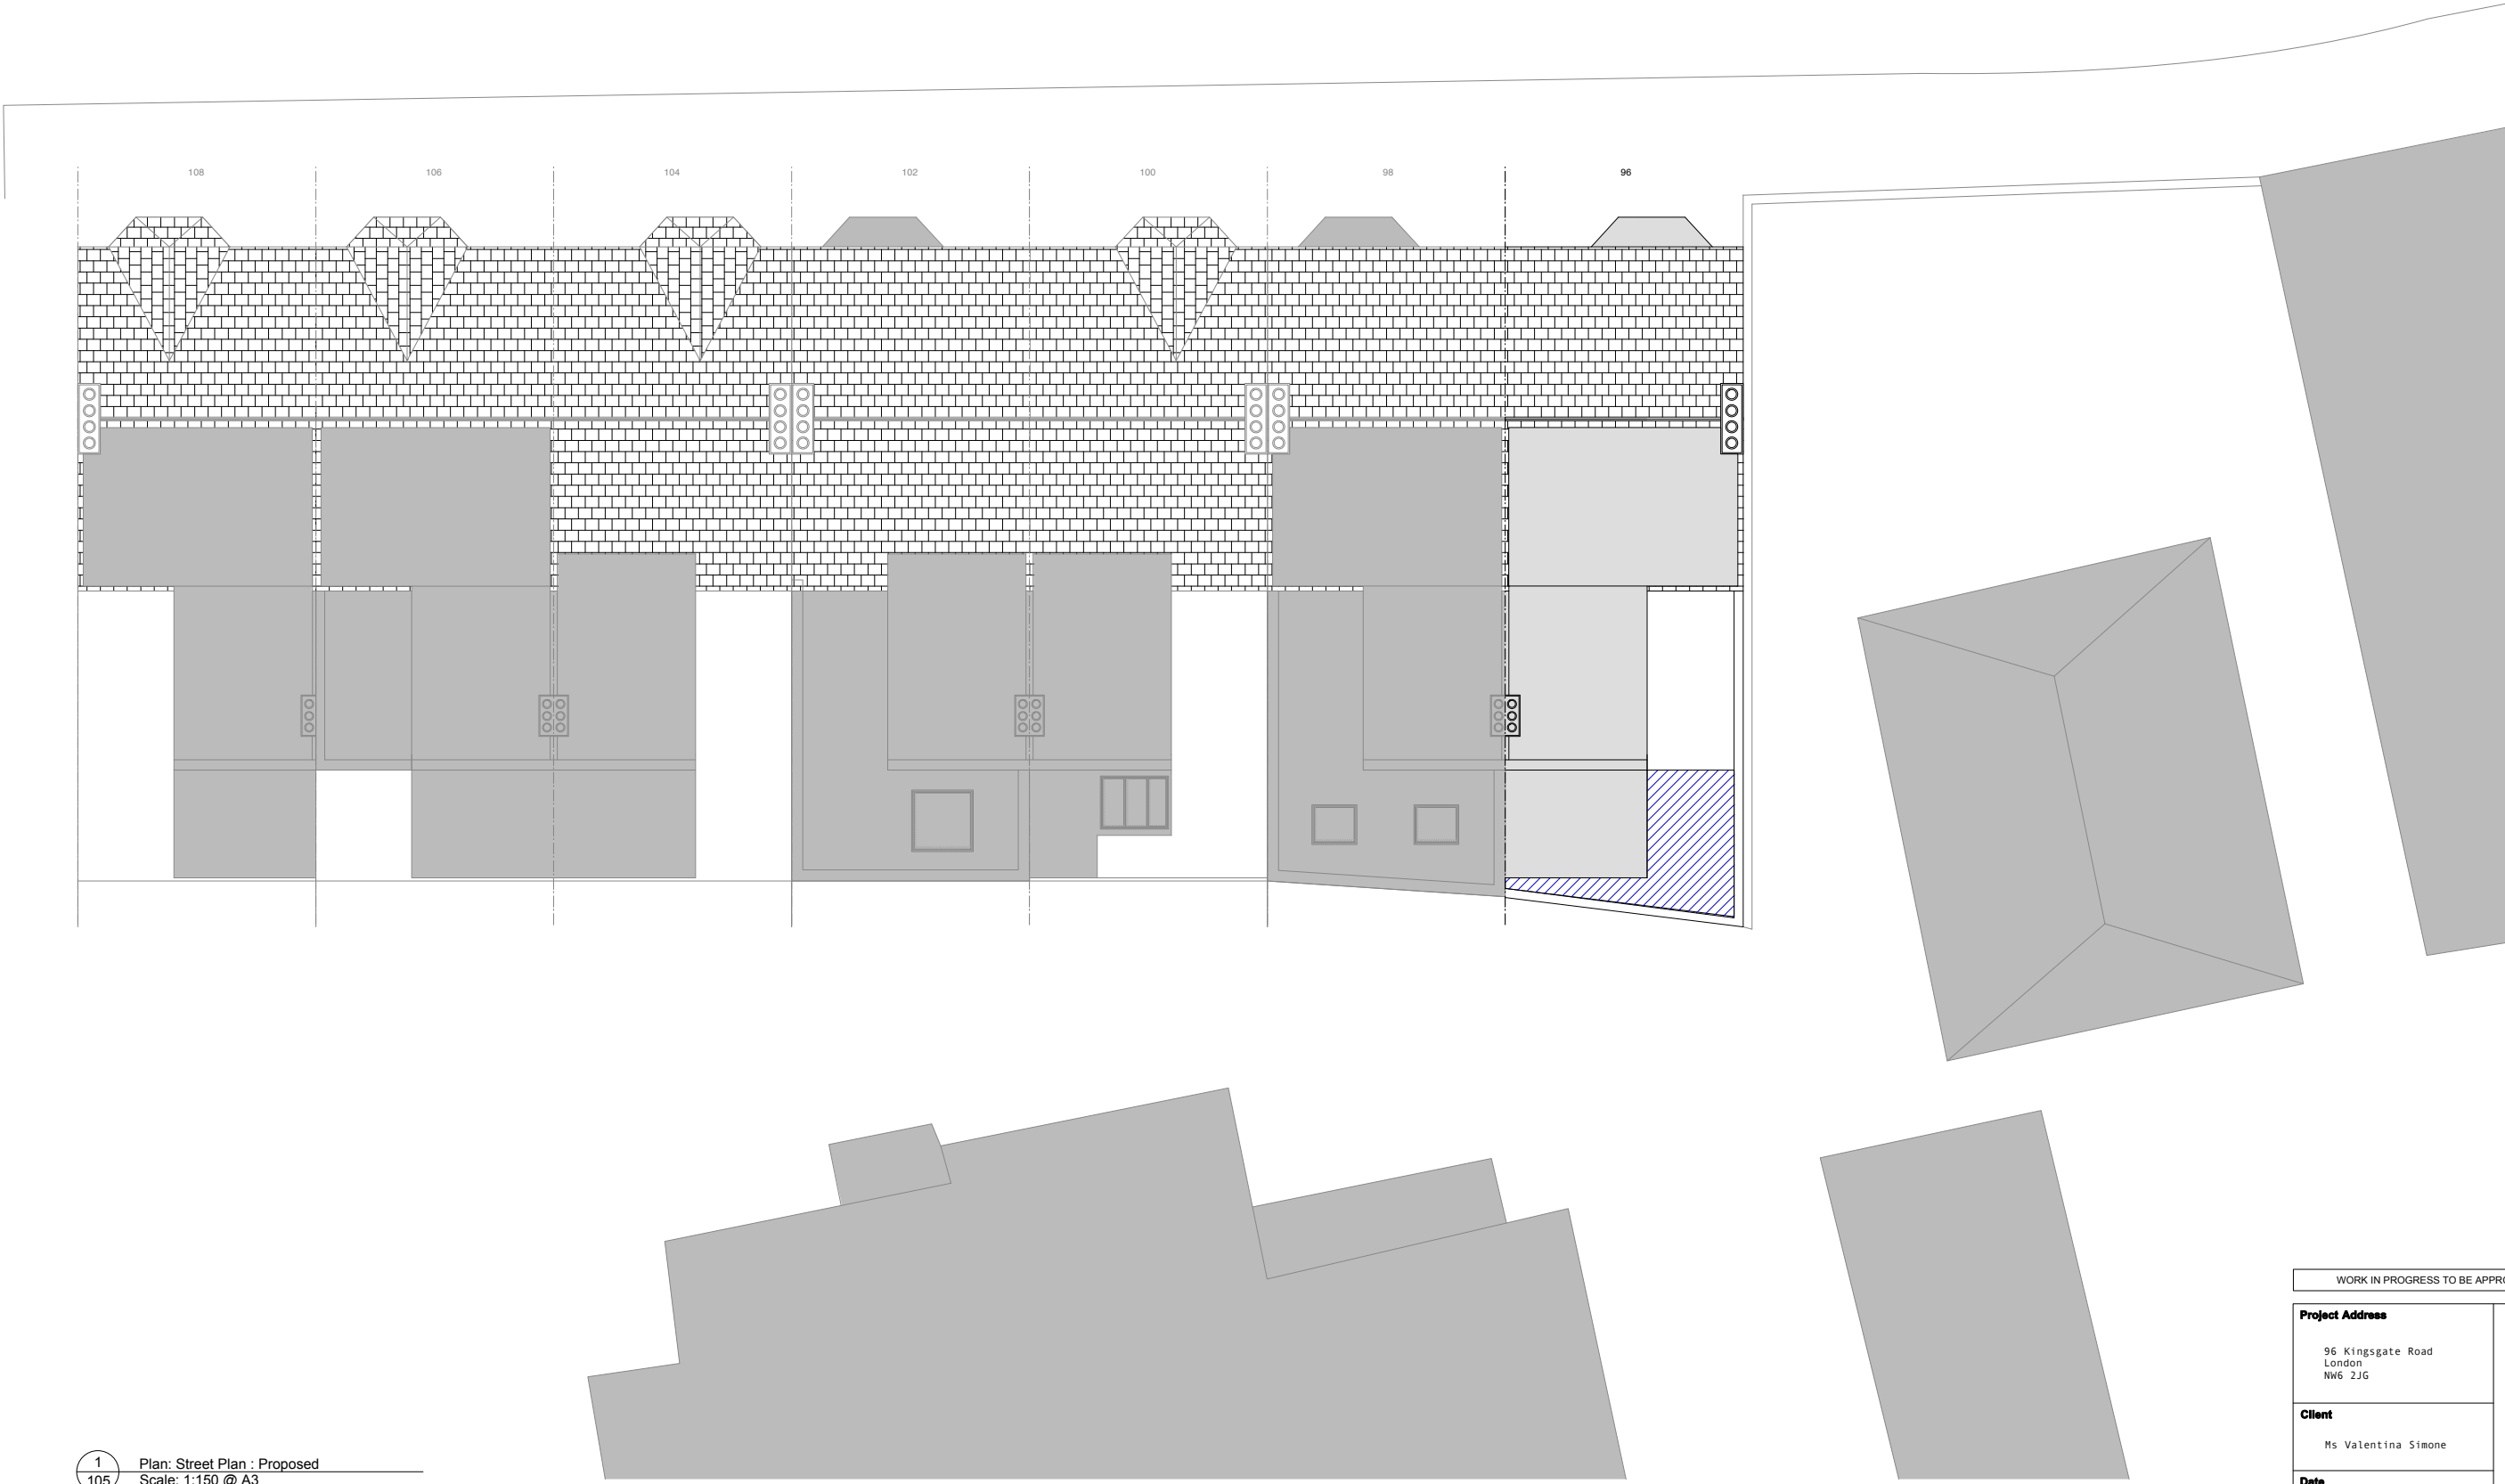 108
106
104
102
100
98
96
WORK IN PROGRESS TO BE APPR
Project Address
96 Kingsgate Road
London
NW6 2JG
Client
Ms Valentina Simone
Date
1
105
Plan: Street Plan : Proposed
Scale: 1:150 @ A3